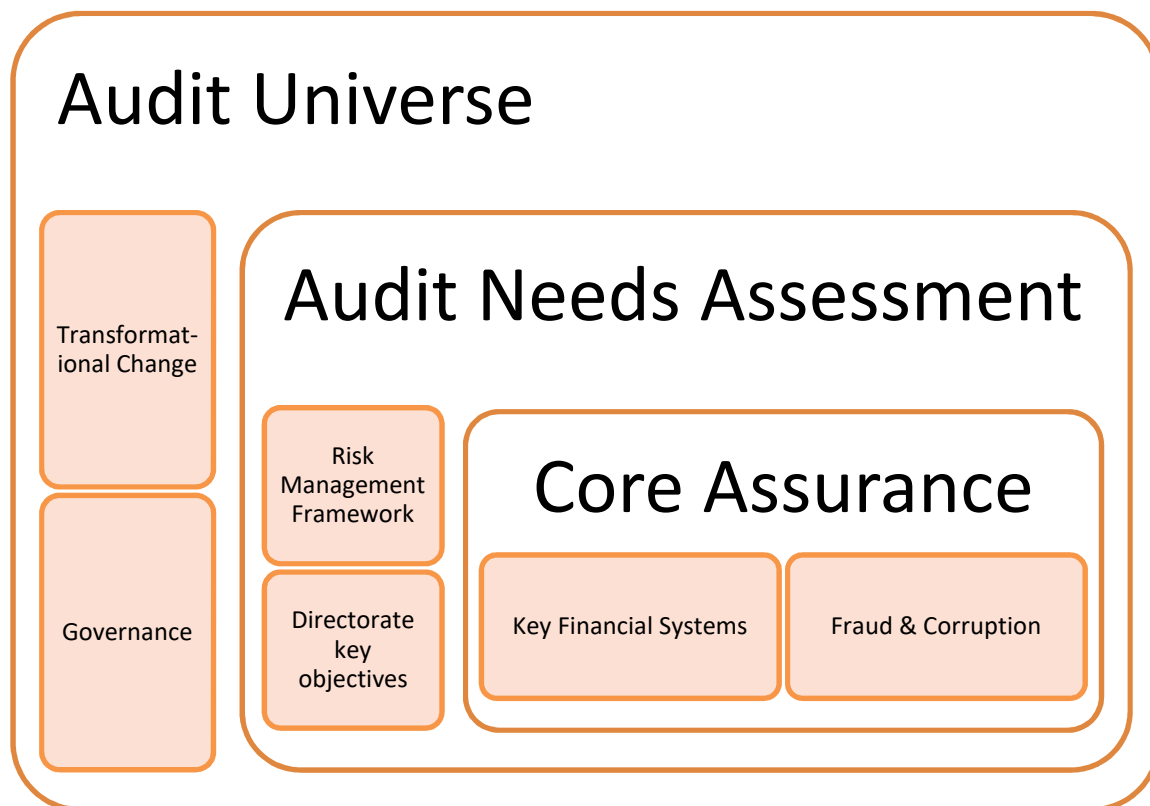 Audit Universe
Transformat-
ional Change
Governance
Audit Needs Assessment
Risk
Management
Framework
Directorate
key
objectives
Core Assurance
Key Financial Systems
Fraud & Corruption